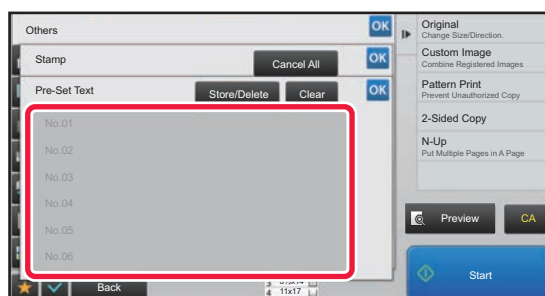 Others
OK
Stamp
Cancel All
OK
Pre-Set Text
Store/Delete
Clear
OK
No.01
No.02
No.03
No.04
No.05
No.06
Back
4 11x17
Original
Change Size/Direction.
Custom Image
Combine Registered Images
Pattern Print
Prevent Unauthorized Copy
2-Sided Copy
N-Up
Put Multiple Pages in A Page
Preview
CA
Start